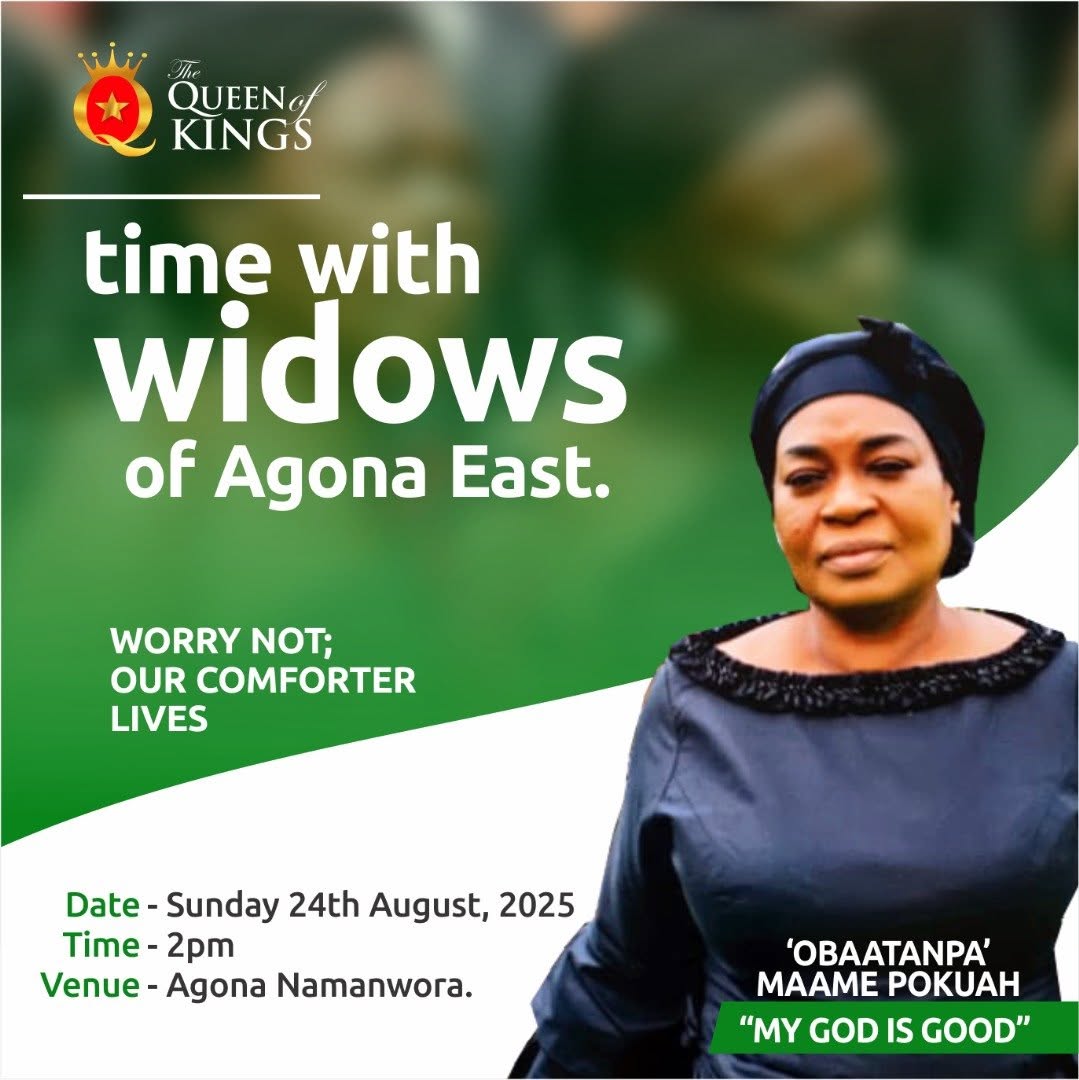 The
QUEEN of
KINGS
time with
widows
of Agona East.
WORRY NOT;
OUR COMFORTER
LIVES
Date - Sunday 24th August, 2025
Time - 2pm
Venue - Agona Namanwora.
‘OBAATANPA’
MAAME POKUAH
“MY GOD IS GOOD”